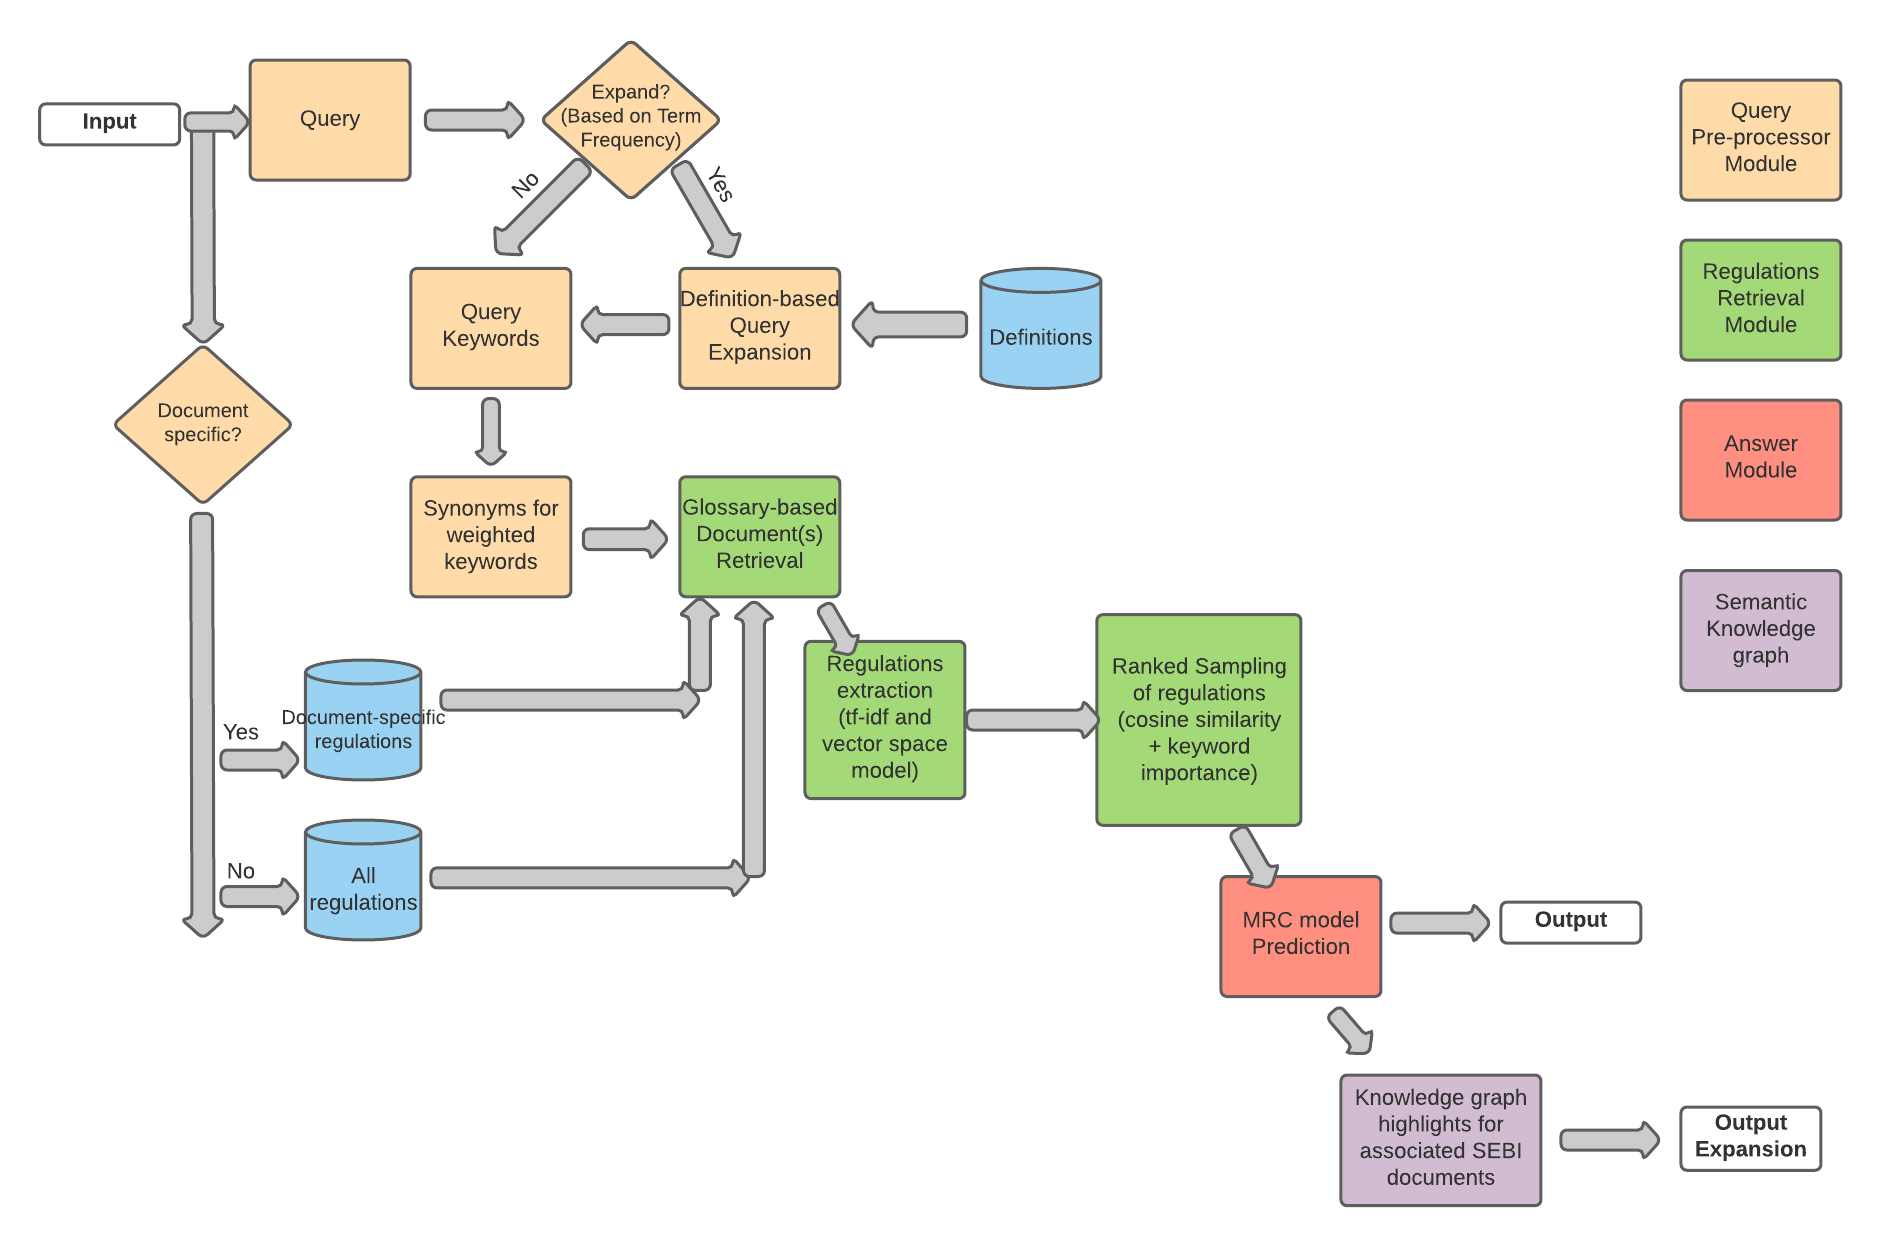 Input
Query
Expand?
(Based on Term
Frequency)
No
Yes
Query
Keywords
Definition-based
Query
Expansion
Definitions
Document
specific?
Synonyms for
weighted
keywords
Glossary-based
Document(s)
Retrieval
Yes
Document-specific
regulations
No
All
regulations
Regulations
extraction
(tf-idf and
vector space
model)
Ranked Sampling
of regulations
(cosine similarity
+ keyword
importance)
MRC model
Prediction
Output
Knowledge graph
highlights for
associated SEBI
documents
Output
Expansion
Query
Pre-processor
Module
Regulations
Retrieval
Module
Answer
Module
Semantic
Knowledge
graph